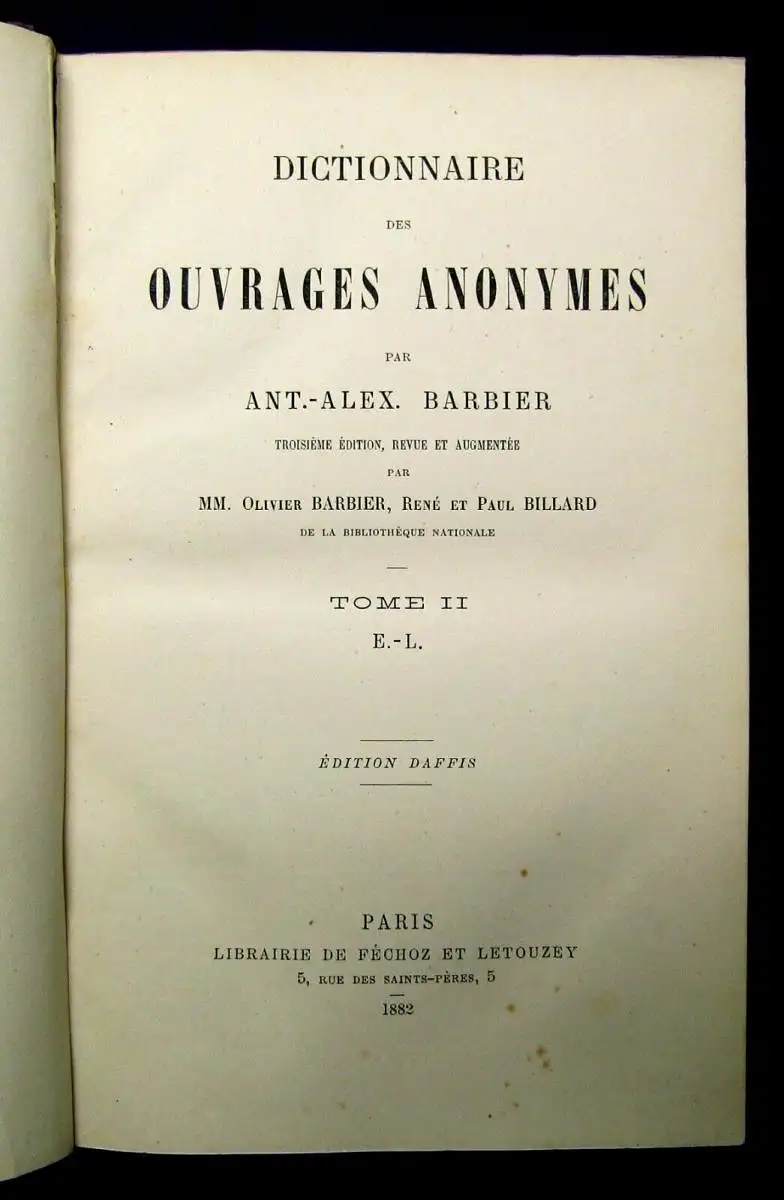 DICTIONNAIRE
DES
OUVRAGES ANONYMES
PAR
ANT.-ALEX. BARBIER
TROISIÈME ÉDITION, REVUE ET AUGMENTÉE
PAR
MM. OLIVIER BARBIER, RENÉ ET PAUL BILLARD
DE LA BIBLIOTHÈQUE NATIONALE
TOME II
E.-L.
ÉDITION DAFFIS
PARIS
LIBRAIRIE DE FÉCHOZ ET LETOUZEY
5, RUE DES SAINTS-PÈRES, 5
1882